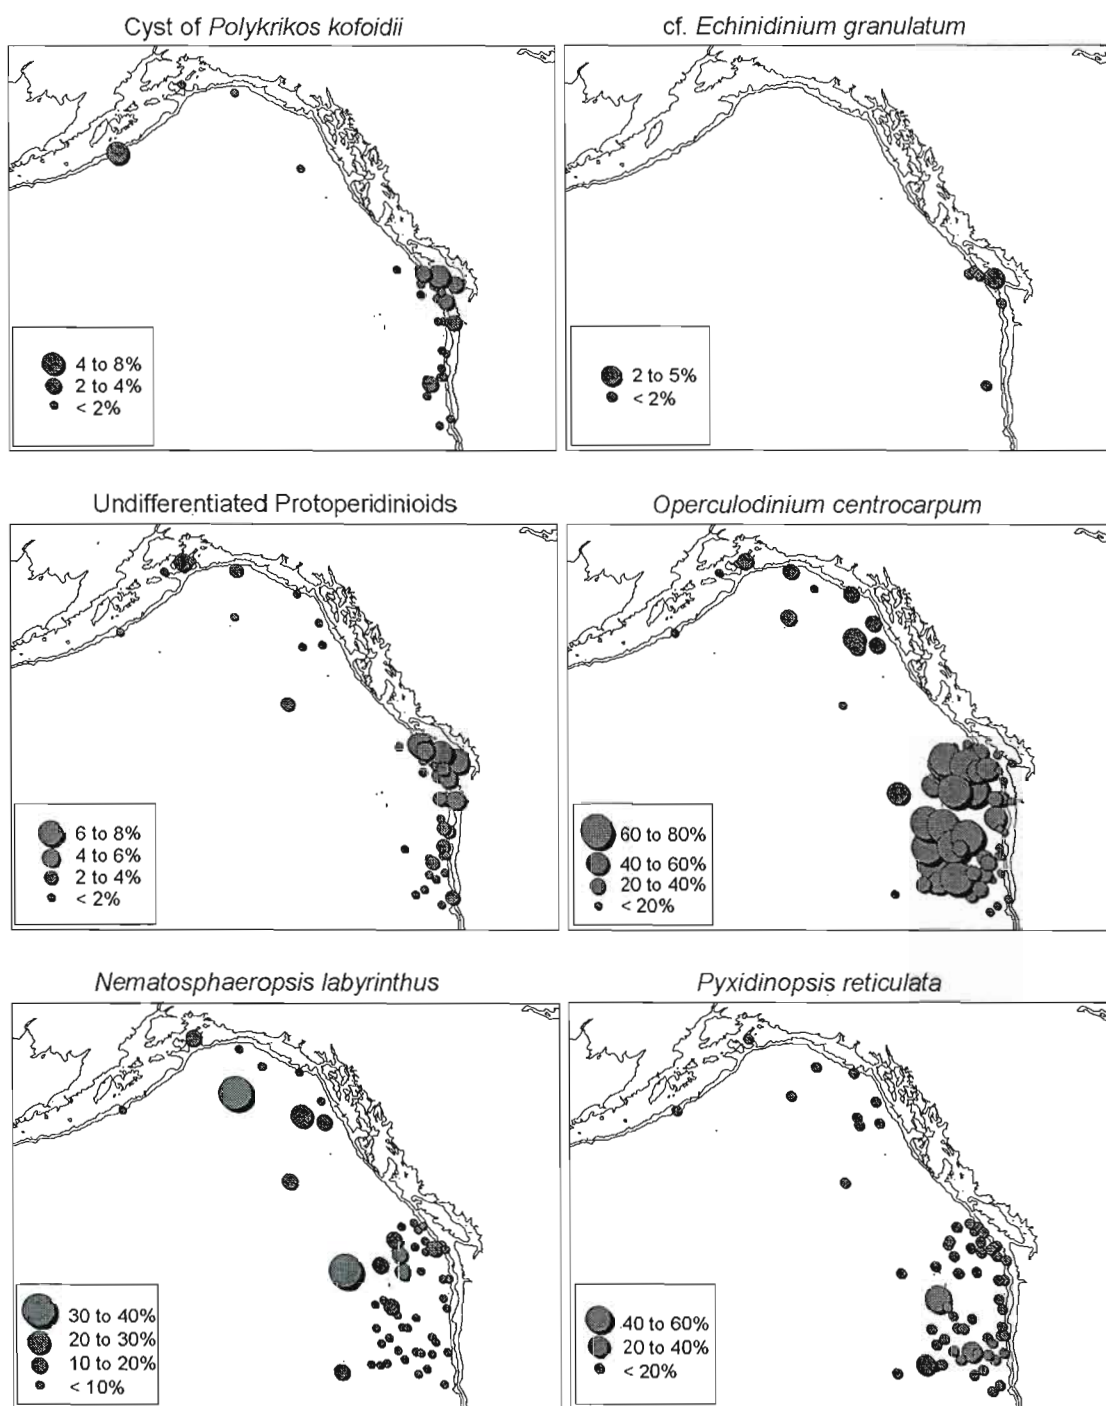 Cyst of Polykrikos kofoidii
cf. Echinidinium granulatum
4 to 8%
2 to 4%
< 2%
2 to 5%
< 2%
Undifferentiated Protoperidinioids
Operculodinium centrocarpum
6 to 8%
4 to 6%
2 to 4%
< 2%
60 to 80%
40 to 60%
20 to 40%
< 20%
Nematosphaeropsis labyrinthus
Pyxidinopsis reticulata
30 to 40%
20 to 30%
10 to 20%
< 10%
40 to 60%
20 to 40%
< 20%